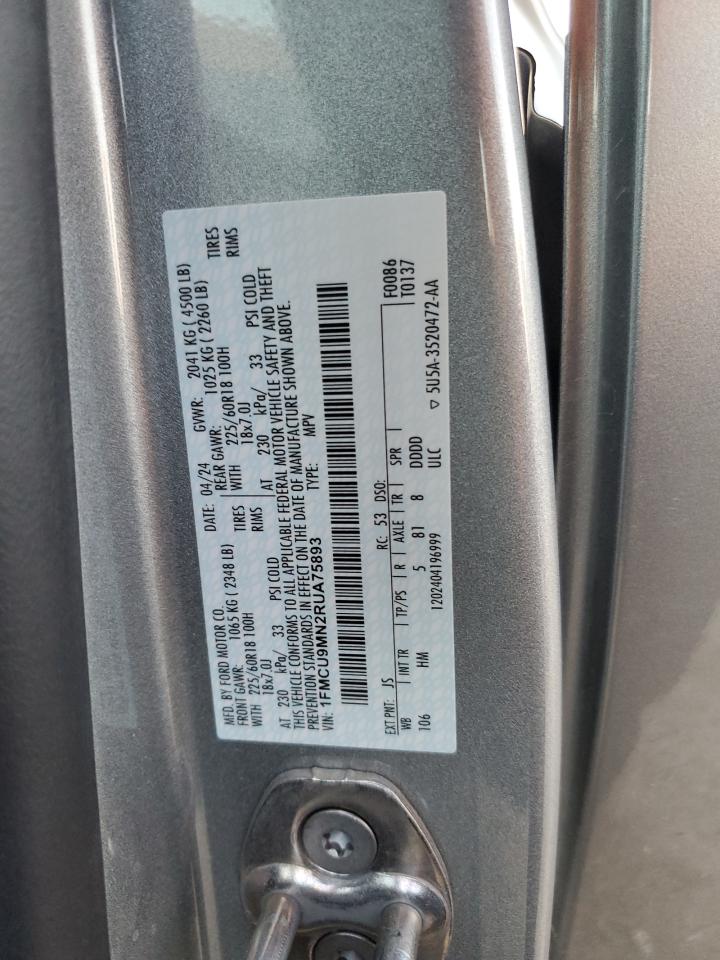 MFD. BY FORD MOTOR CO. DATE: 04/24 GVWR: 2041 KG ( 4500 LB)
FRONT GAWR: 1065 KG ( 2348 LB) REAR GAWR: 1025 KG ( 2260 LB)
WITH 225/60R18 100H TIRES WITH 225/60R18 100H TIRES
18x7.0J RIMS 18x7.0J RIMS
AT 230 kPa/ 33 PSI COLD AT 230 kPa/ 33 PSI COLD
THIS VEHICLE CONFORMS TO ALL APPLICABLE FEDERAL MOTOR VEHICLE SAFETY AND THEFT
PREVENTION STANDARDS IN EFFECT ON THE DATE OF MANUFACTURE SHOWN ABOVE.
VIN: 1FMCU9MN2RUA75893 TYPE: MPV
EXT PNT: JS RC: 53 DSO: F0086
WB | INT TR | TP/PS | R | AXLE | TR | SPR | T0137
106 HM 5 81 8 DDDD
1202404196999 ULC ▽ 5U5A-3520472-AA